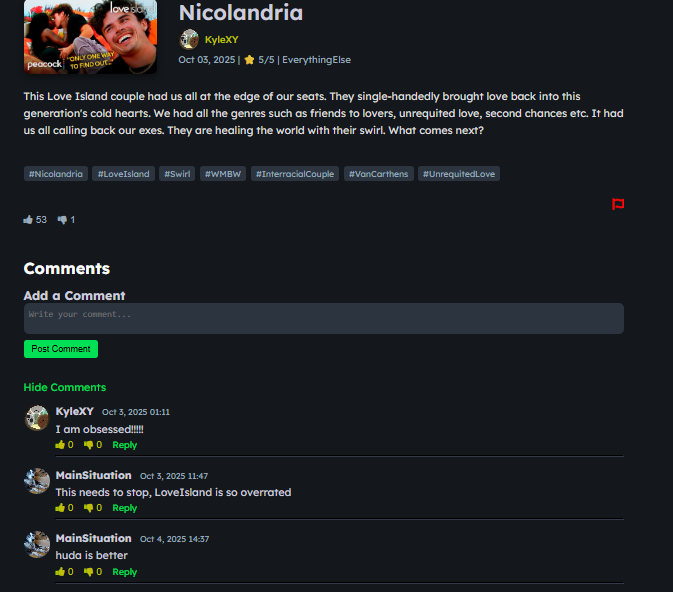 love island
peacock
"ONLY ONE WAY
TO FIND OUT..."
Nicolandria
KyleXY
Oct 03, 2025 | ⭐ 5/5 | EverythingElse
This Love Island couple had us all at the edge of our seats. They single-handedly brought love back into this
generation's cold hearts. We had all the genres such as friends to lovers, unrequited love, second chances etc. It had
us all calling back our exes. They are healing the world with their swirl. What comes next?
#Nicolandria #LoveIsland #Swirl #WMBW #InterracialCouple #VanCarthens #UnrequitedLove
53 1
Comments
Add a Comment
Write your comment...
Post Comment
Hide Comments
KyleXY Oct 3, 2025 01:11
I am obsessed!!!!!
0 0 Reply
MainSituation Oct 3, 2025 11:47
This needs to stop, LoveIsland is so overrated
0 0 Reply
MainSituation Oct 4, 2025 14:37
huda is better
0 0 Reply